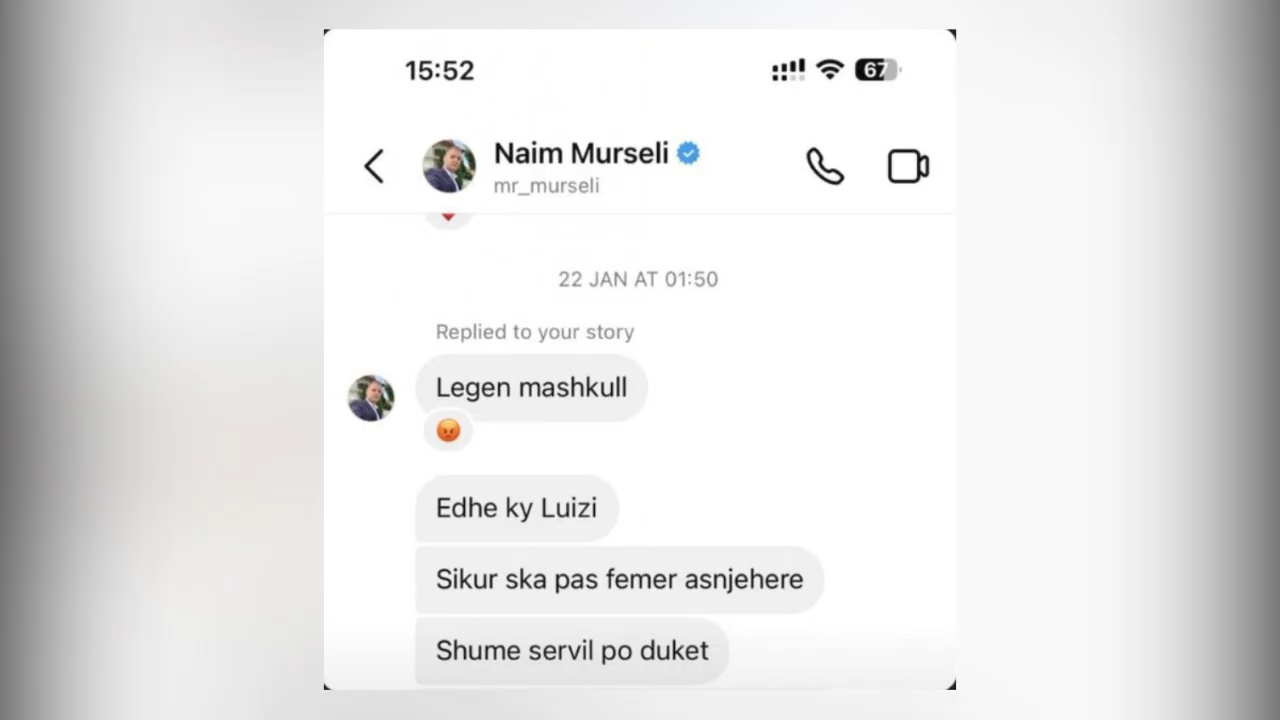 15:52
67
Naim Murseli
mr_murseli
22 JAN AT 01:50
Replied to your story
Legen mashkull
Edhe ky Luizi
Sikur ska pas femer asnjehere
Shume servil po duket